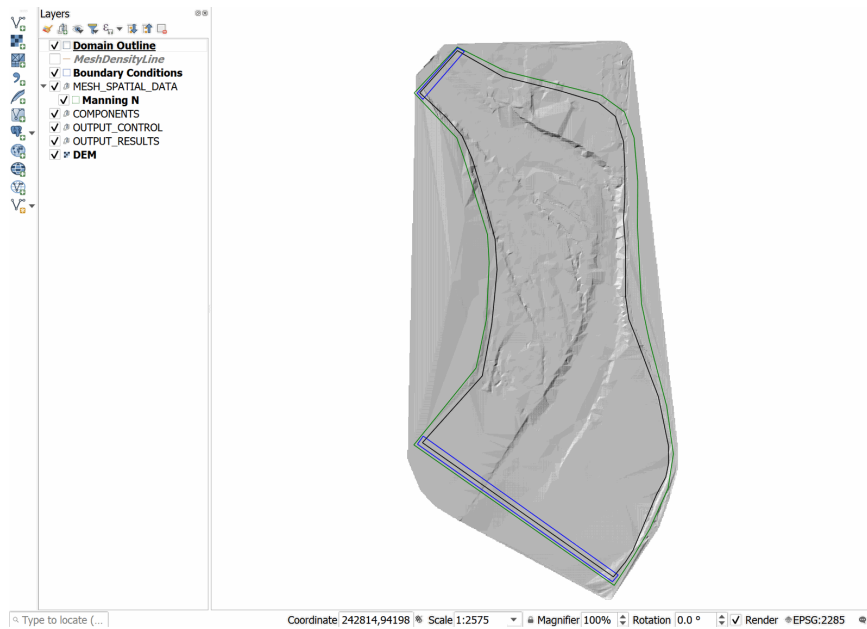 Layers
Domain Outline
MeshDensityLine
Boundary Conditions
MESH_SPATIAL_DATA
Manning N
COMPONENTS
OUTPUT_CONTROL
OUTPUT_RESULTS
DEM
Type to locate (... Coordinate 242814,94198 Scale 1:2575 Magnifier 100% Rotation 0.0 ° Render EPSG:2285